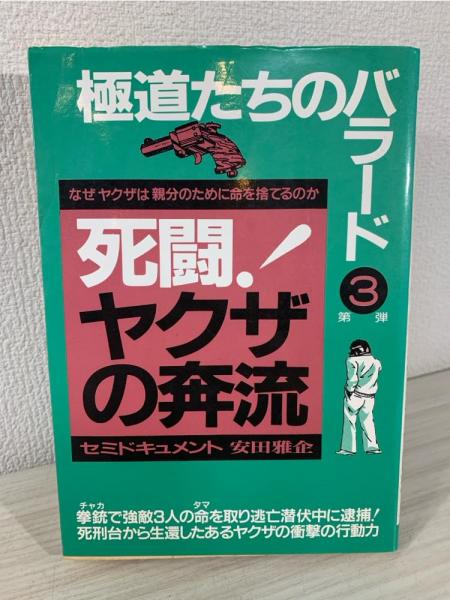 極道たちのバラード
第3弾
なぜヤクザは親分のために命を捨てるのか
死闘!
ヤクザ
の奔流
セミドキュメント 安田雅企
チャカ タマ
拳銃で強敵3人の命を取り逃亡潜伏中に逮捕!
死刑台から生還したあるヤクザの衝撃の行動力